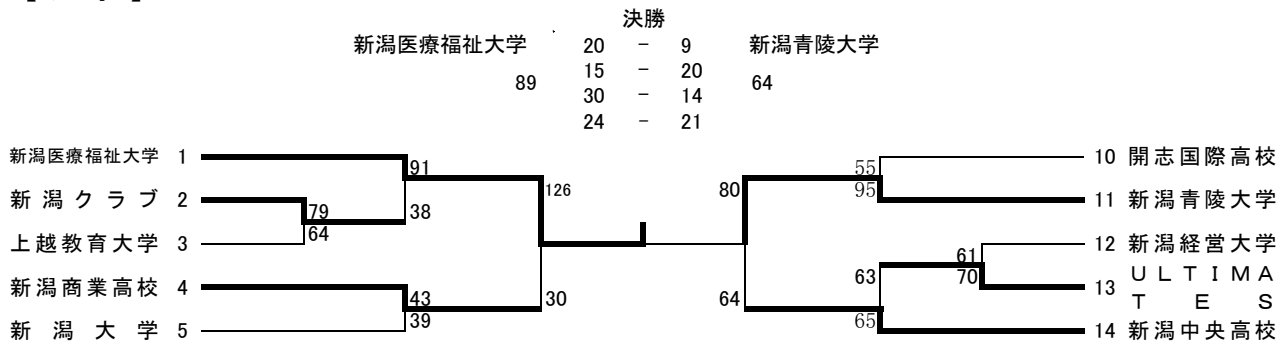 決勝
新潟医療福祉大学 20 - 9 新潟青陵大学
15 - 20
89 64
30 - 14
24 - 21
新潟医療福祉大学 1 91 55 10 開志国際高校
126 80 95
新潟クラブ 2 79 38 11 新潟青陵大学
上越教育大学 3 64 61 12 新潟経営大学
新潟商業高校 4 43 30 64 63 70 13 ULTIMA
TES
新潟大学 5 39 65 14 新潟中央高校